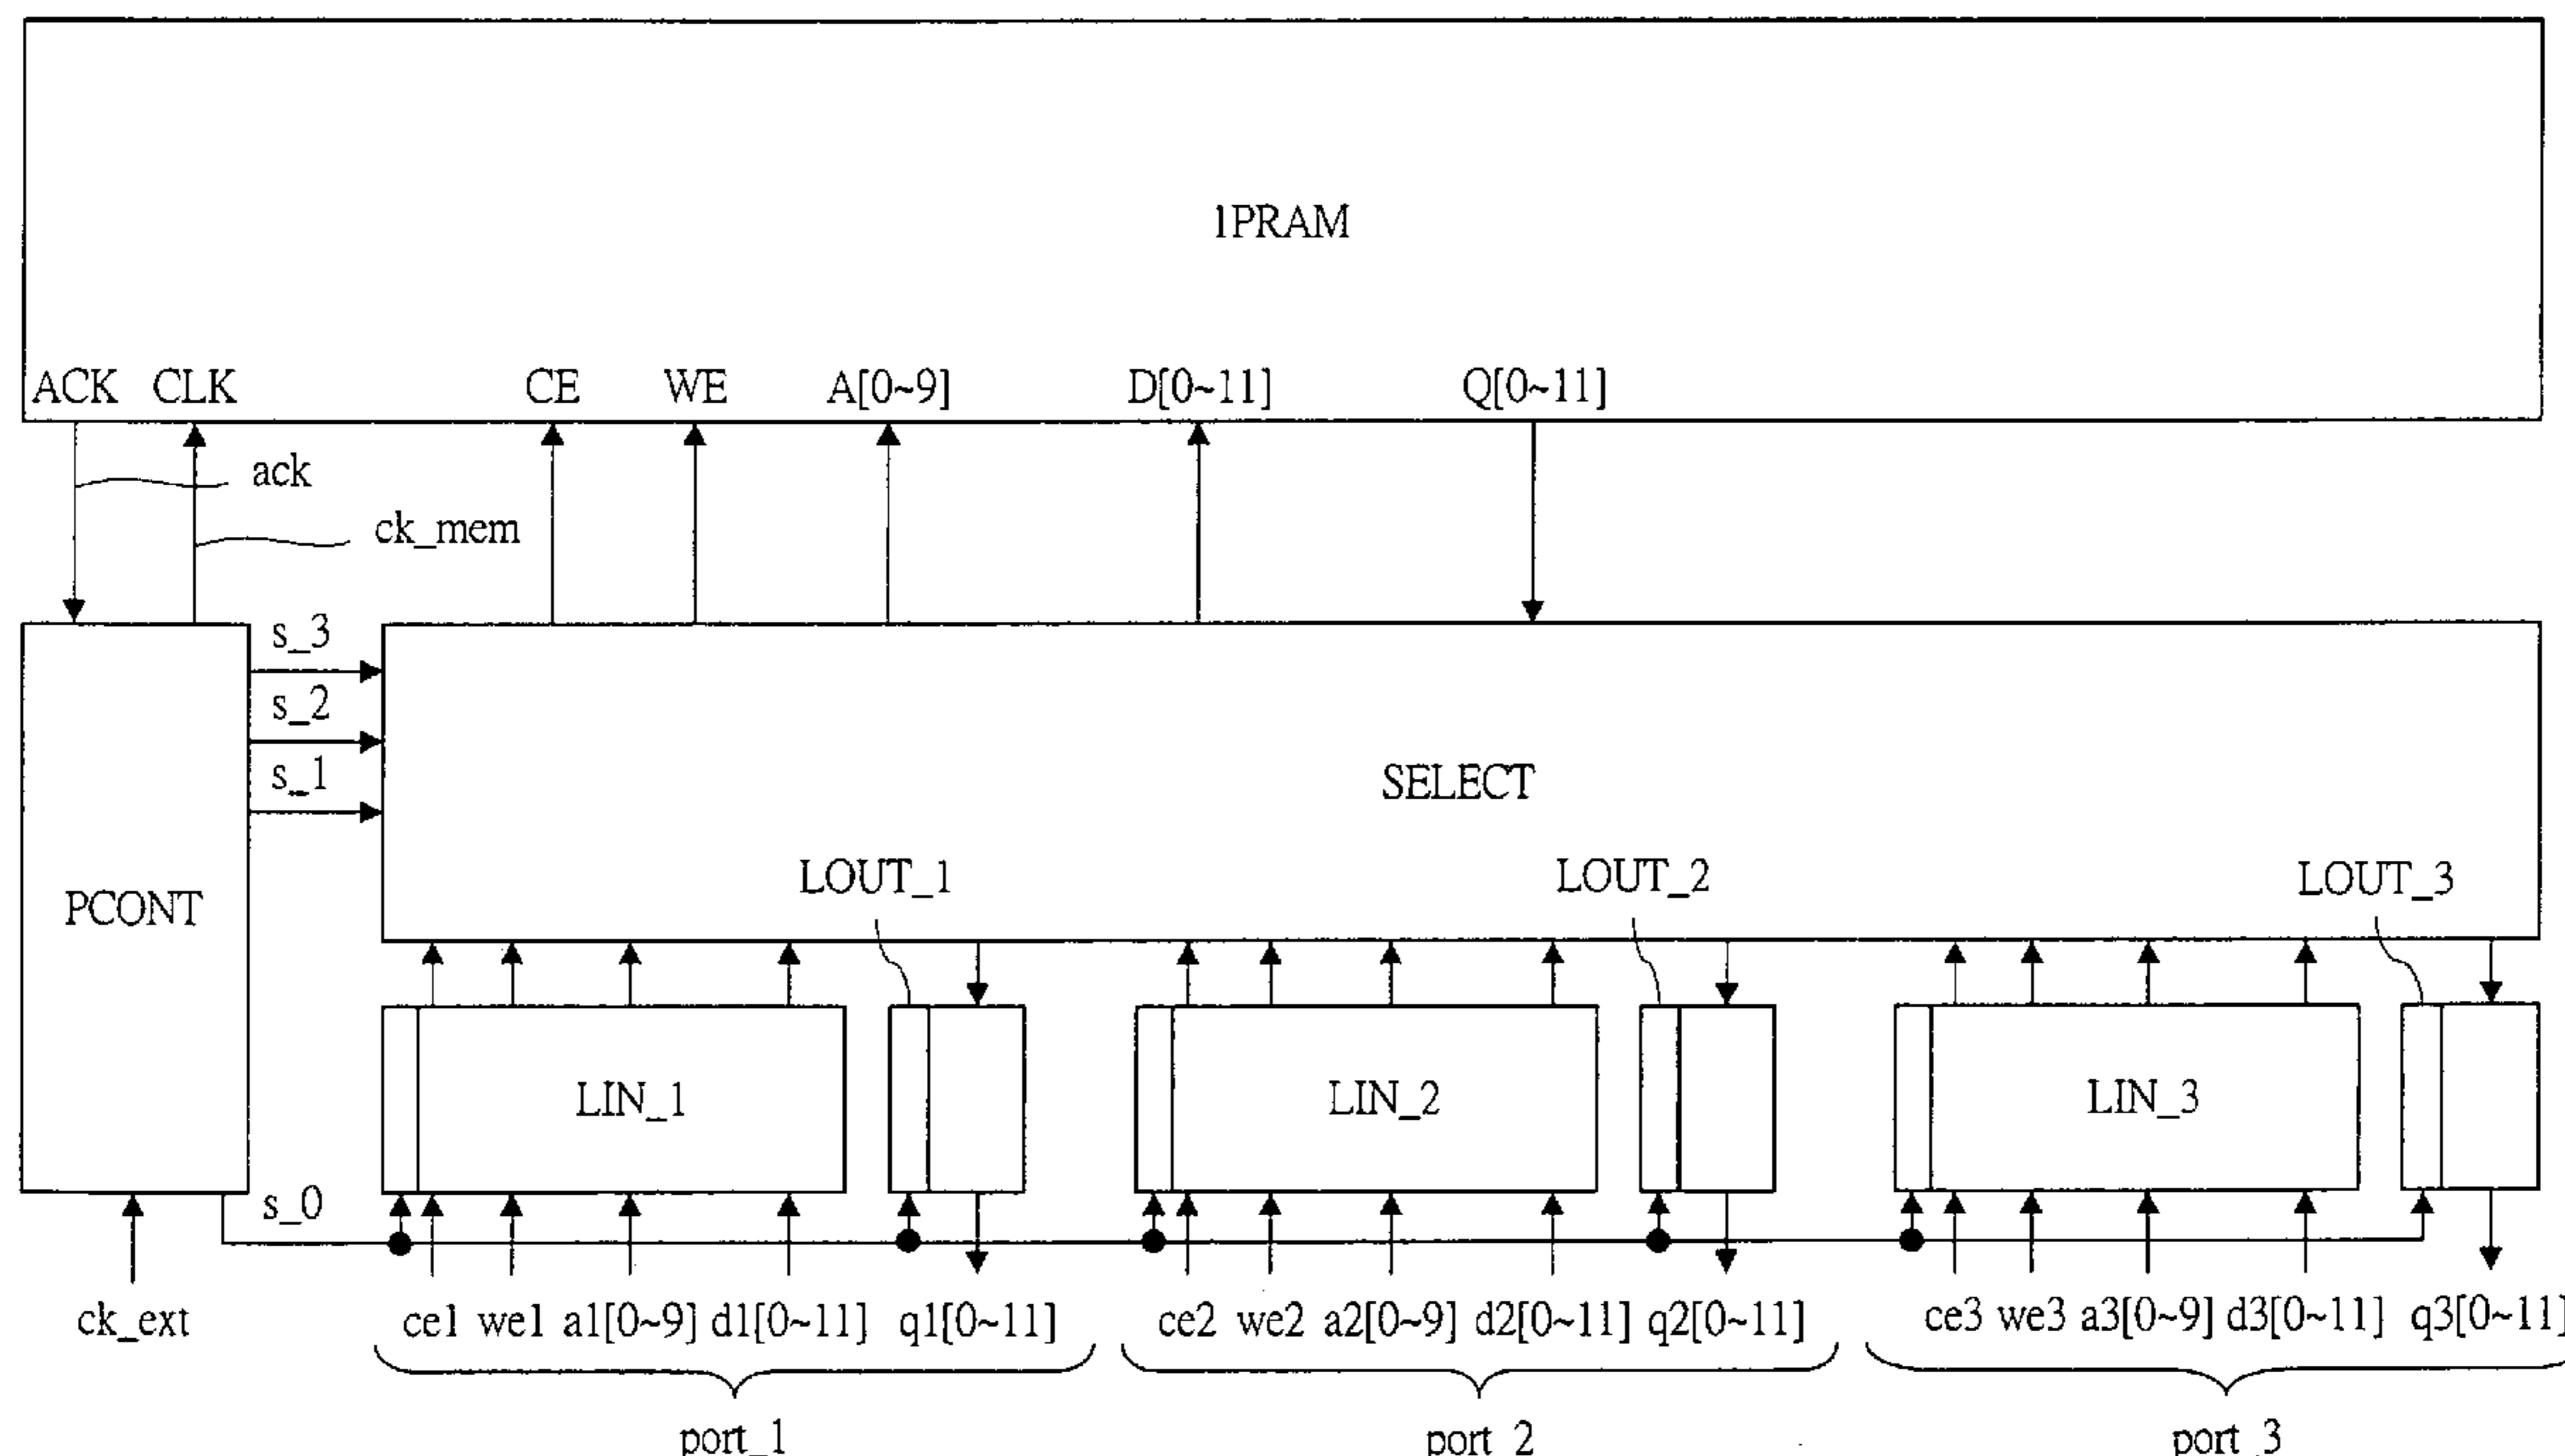 1PRAM
ACK CLK CE WE A[0~9] D[0~11] Q[0~11]
ack
ck_mem
s_3
s_2
s_1
SELECT
LOUT_1 LOUT_2 LOUT_3
PCONT
LIN_1 LIN_2 LIN_3
s_0
ck_ext ce1 we1 a1[0~9] d1[0~11] q1[0~11] ce2 we2 a2[0~9] d2[0~11] q2[0~11] ce3 we3 a3[0~9] d3[0~11] q3[0~11]
port_1 port_2 port_3